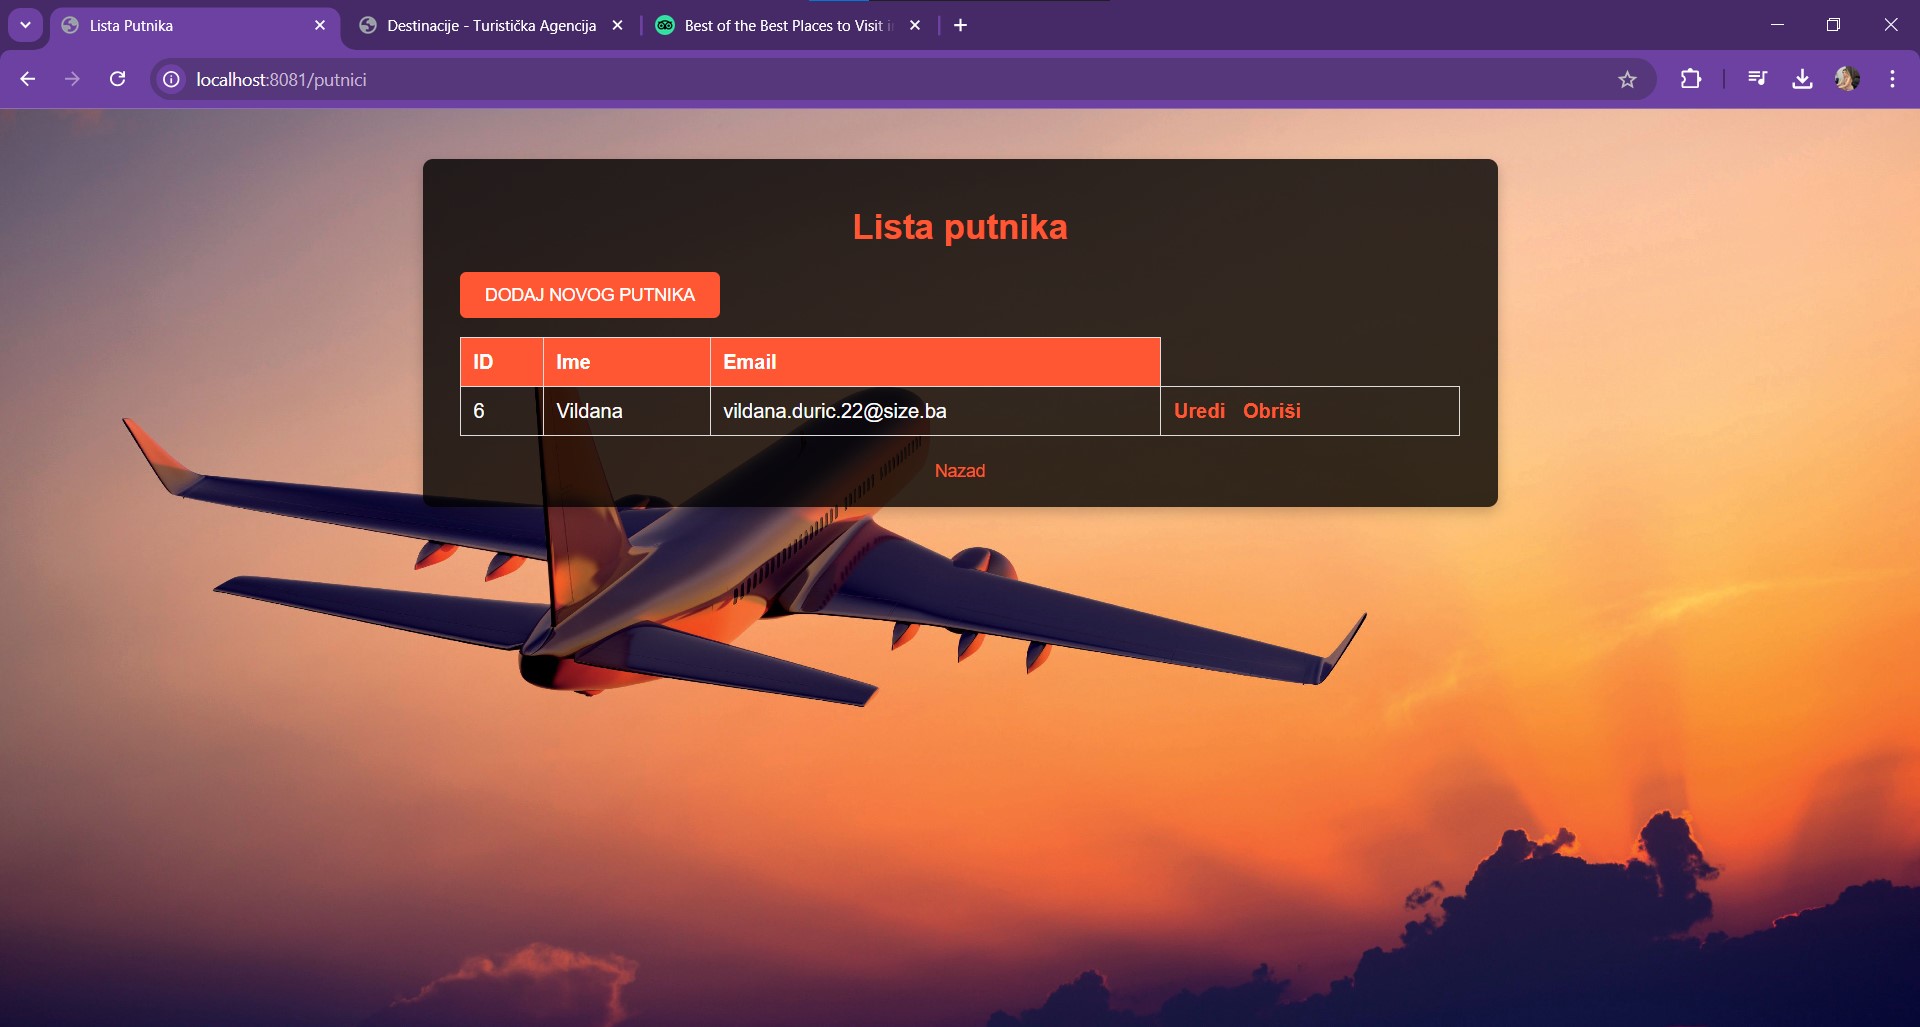 Lista Putnika
Destinacije - Turistička Agencija
Best of the Best Places to Visit i
localhost:8081/putnici
Lista putnika
DODAJ NOVOG PUTNIKA
ID Ime Email
6 Vildana vildana.duric.22@size.ba Uredi Obriši
Nazad